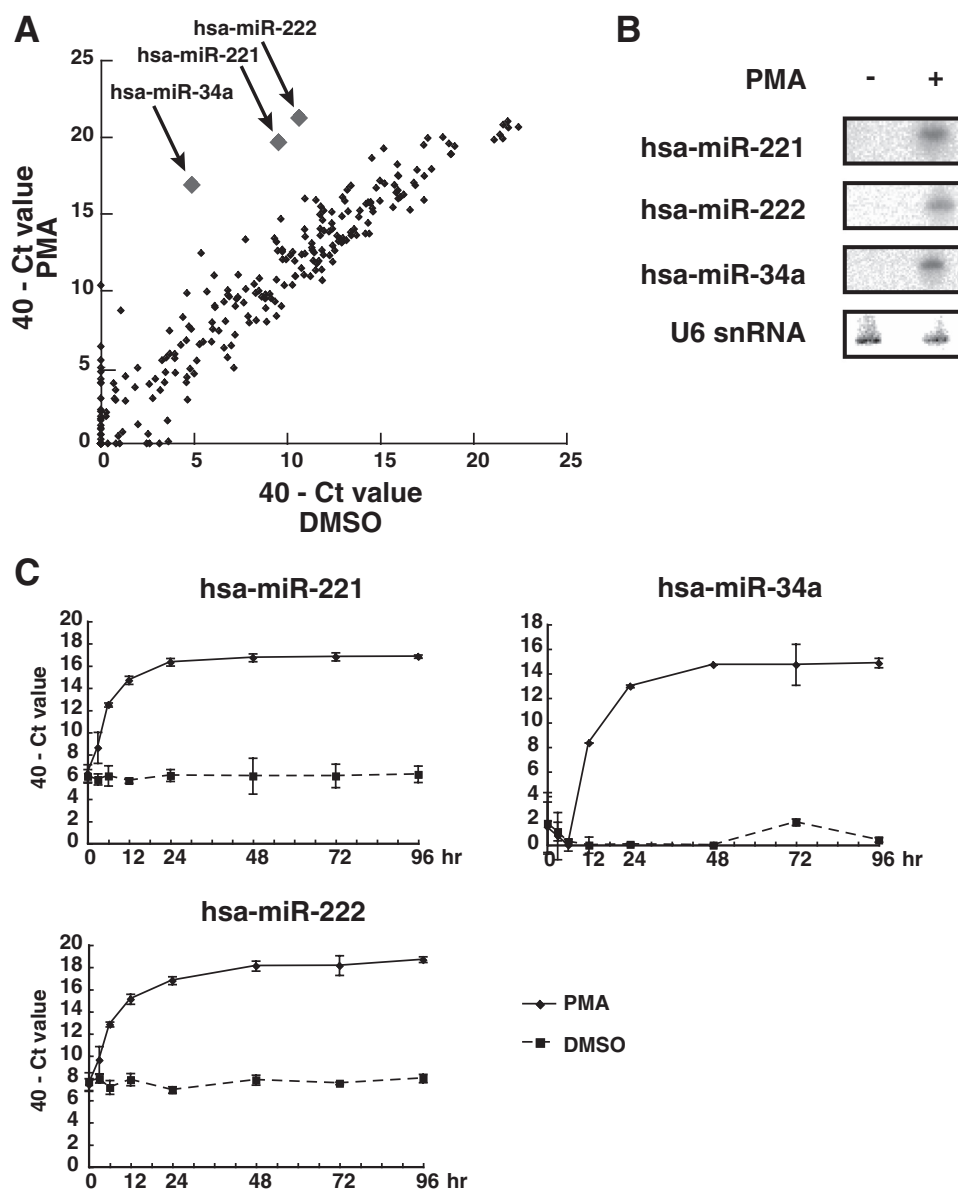 A
hsa-miR-222
hsa-miR-221
hsa-miR-34a
25
20
15
10
5
0
40 - Ct value
PMA
0 5 10 15 20 25
40 - Ct value
DMSO
B
PMA - +
hsa-miR-221
hsa-miR-222
hsa-miR-34a
U6 snRNA
C
hsa-miR-221
20
18
16
14
12
10
8
6
4
2
0
40 - Ct value
0 12 24 48 72 96 hr
hsa-miR-34a
18
16
14
12
10
8
6
4
2
0
0 12 24 48 72 96 hr
hsa-miR-222
20
18
16
14
12
10
8
6
4
2
0
40 - Ct value
0 12 24 48 72 96 hr
PMA
DMSO